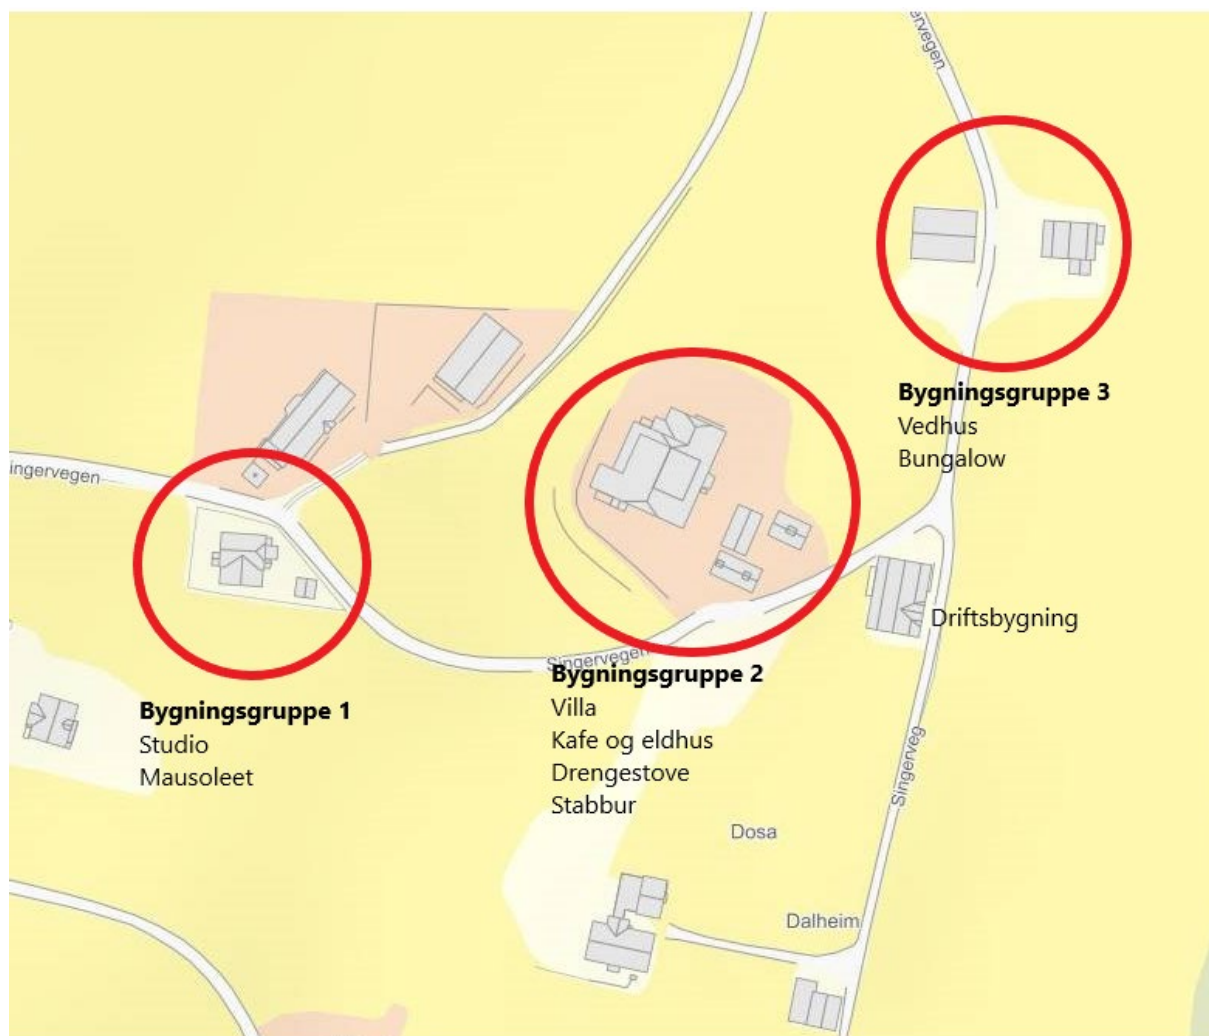 ervegen
ingervegen
Bygningsgruppe 3
Vedhus
Bungalow
Driftsbygning
Singervegen
Bygningsgruppe 2
Villa
Kafe og eldhus
Drengestove
Stabbur
Bygningsgruppe 1
Studio
Mausoleet
Singerveg
Dosa
Dalheim